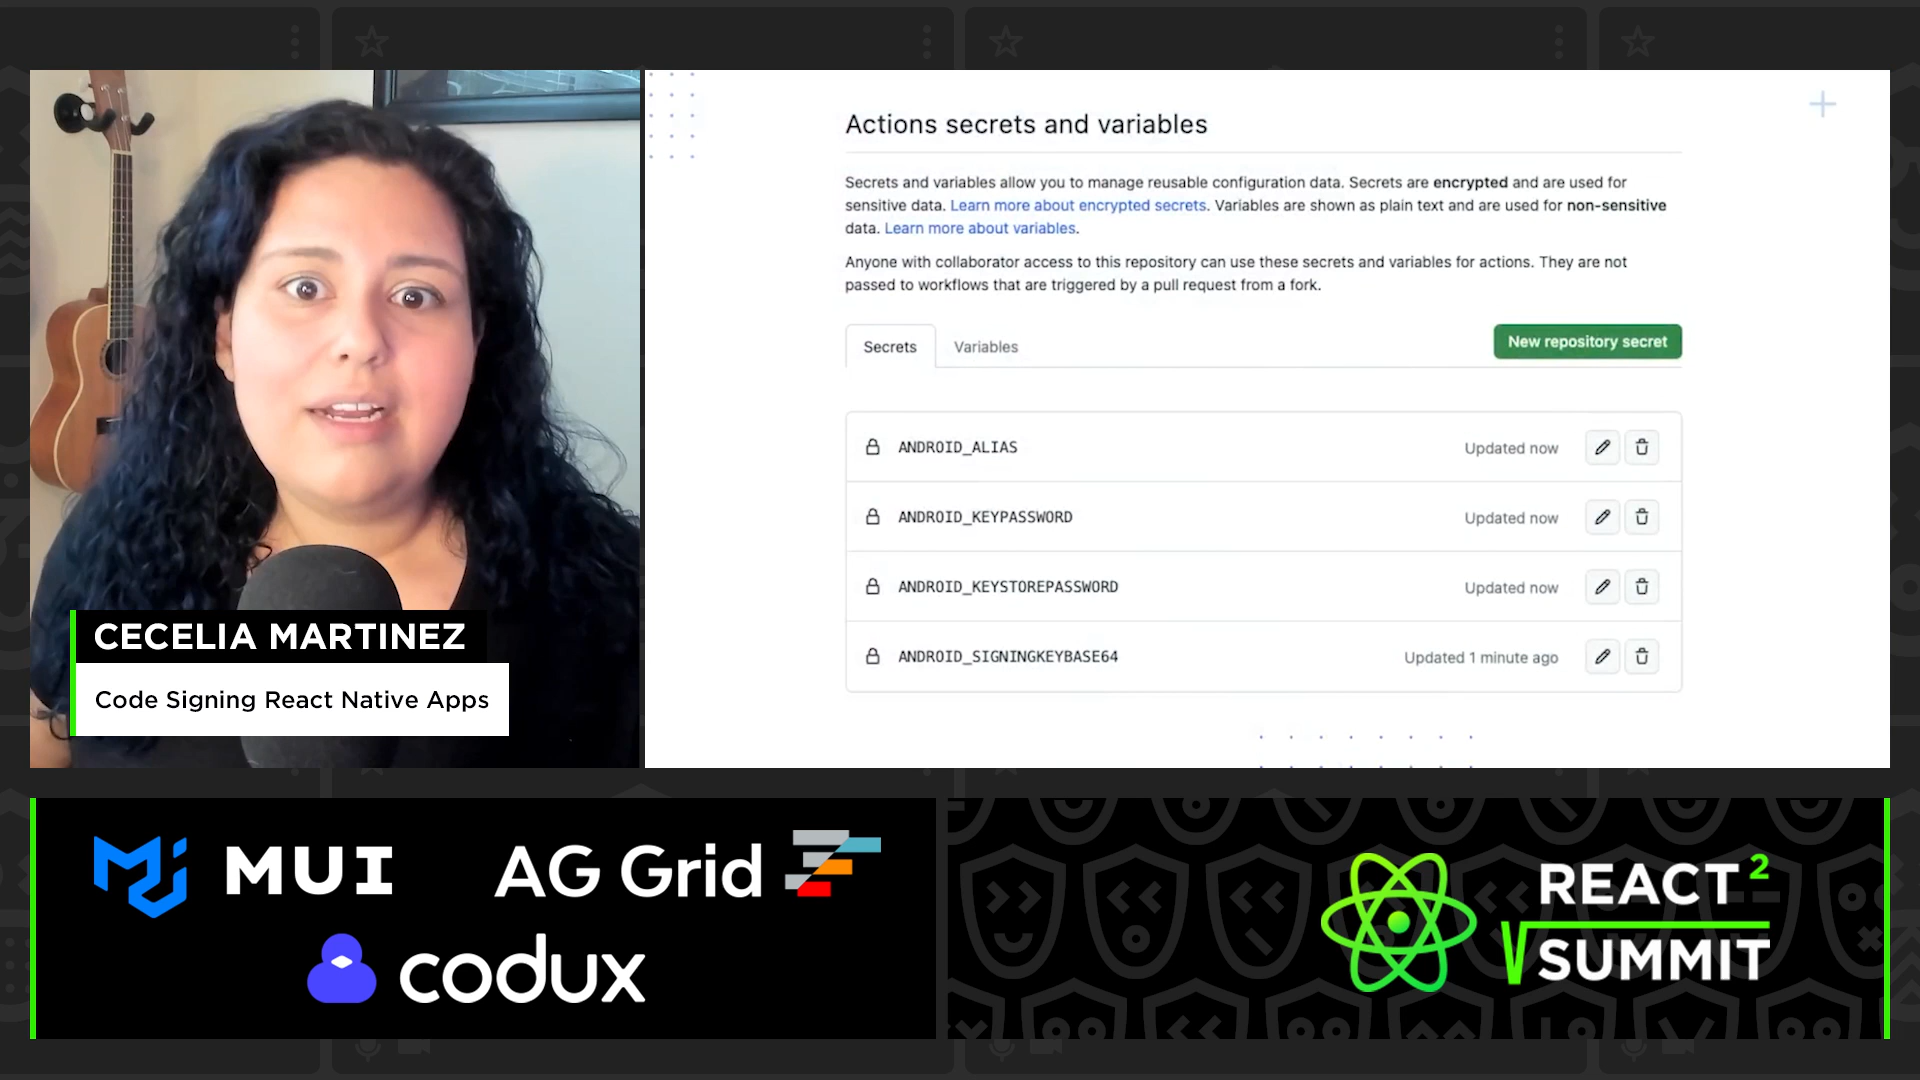 Actions secrets and variables
Secrets and variables allow you to manage reusable configuration data. Secrets are encrypted and are used for
sensitive data. Learn more about encrypted secrets. Variables are shown as plain text and are used for non-sensitive
data. Learn more about variables.
Anyone with collaborator access to this repository can use these secrets and variables for actions. They are not
passed to workflows that are triggered by a pull request from a fork.
Secrets
Variables
New repository secret
ANDROID_ALIAS
Updated now
ANDROID_KEYPASSWORD
Updated now
ANDROID_KEYSTOREPASSWORD
Updated now
ANDROID_SIGNINGKEYBASE64
Updated 1 minute ago
CECELIA MARTINEZ
Code Signing React Native Apps
MUI
AG Grid
codux
REACT 2
SUMMIT